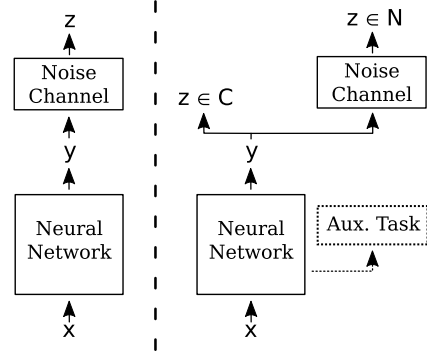 z
Noise
Channel
y
Neural
Network
x
z ∈ N
Noise
Channel
z ∈ C
y
Neural
Network
Aux. Task
x